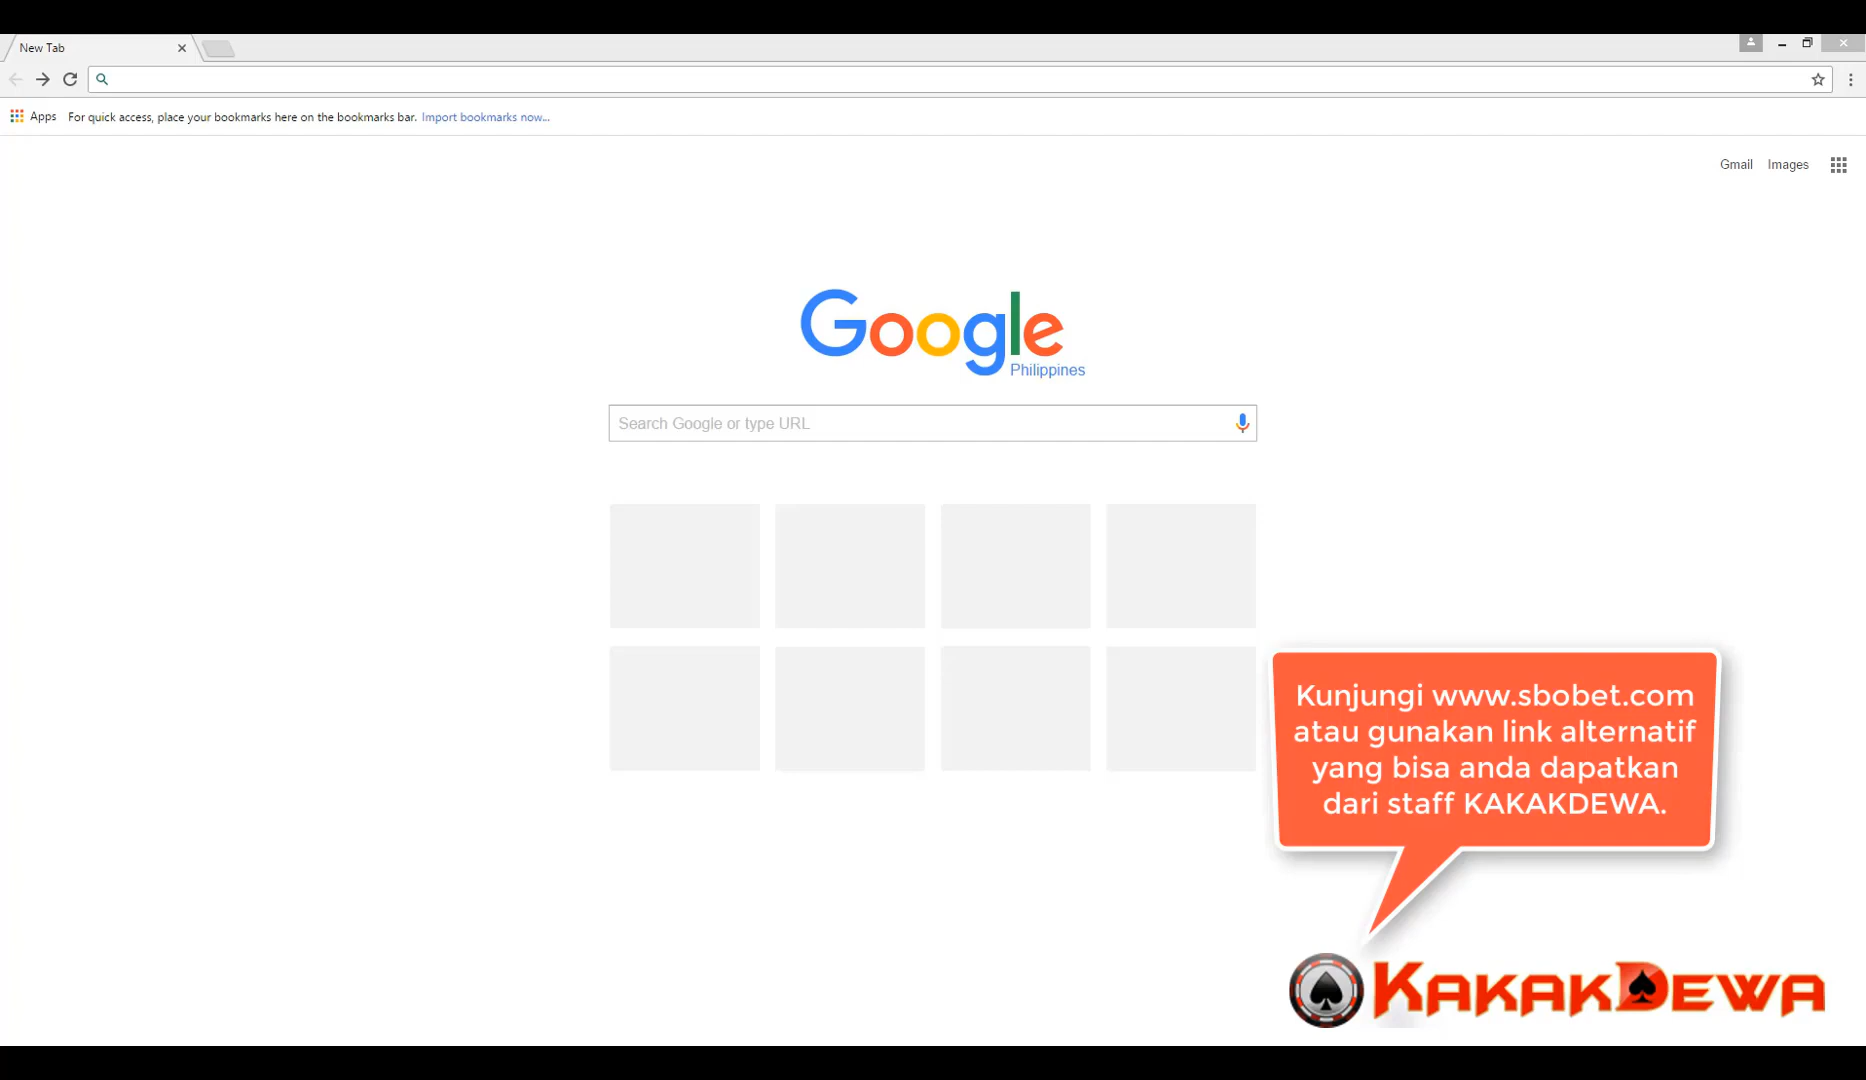 New Tab
Apps For quick access, place your bookmarks here on the bookmarks bar. Import bookmarks now...
Gmail Images
Google
Philippines
Search Google or type URL
Kunjungi www.sbobet.com
atau gunakan link alternatif
yang bisa anda dapatkan
dari staff KAKAKDEWA.
KAKAKDEWA